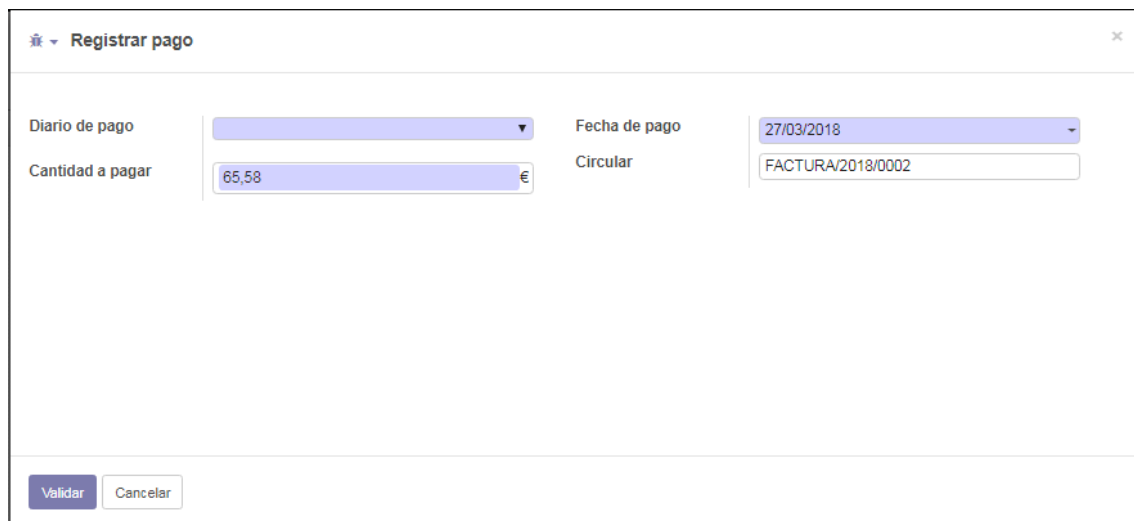 Registrar pago
×
Diario de pago
Fecha de pago 27/03/2018
Cantidad a pagar 65,58 €
Circular FACTURA/2018/0002
Validar Cancelar